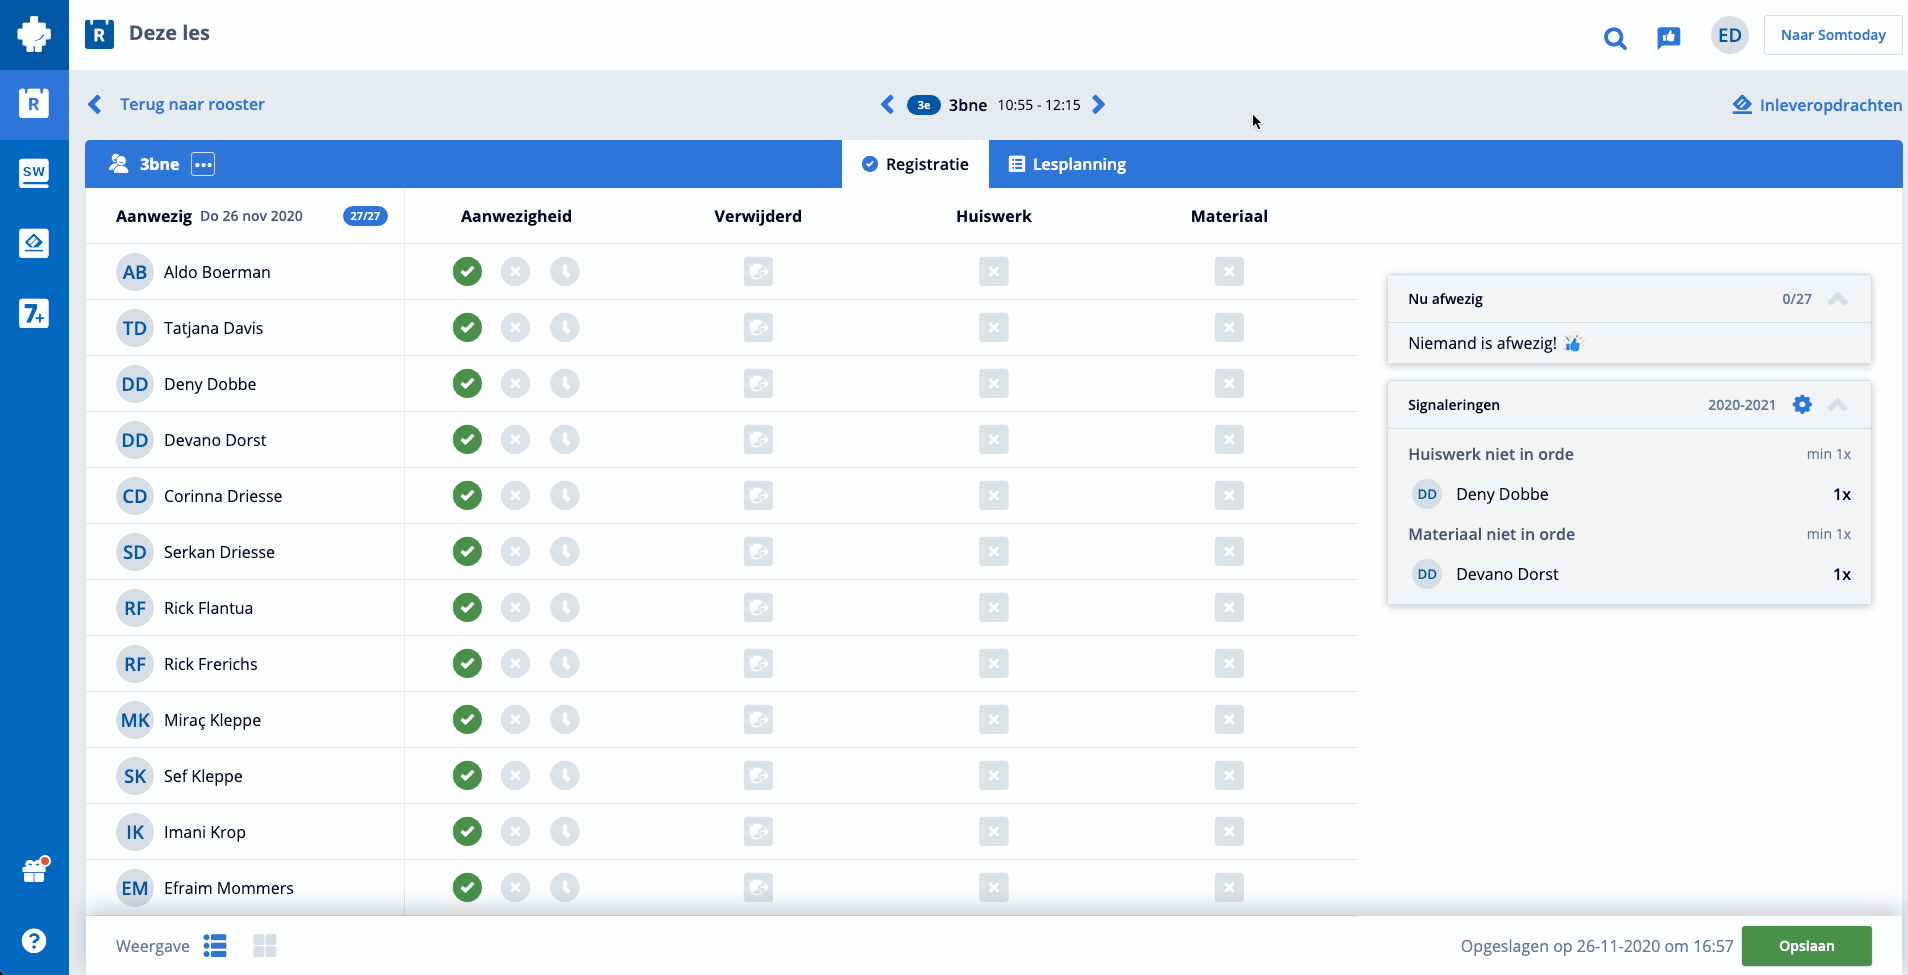 R Deze les
ED Naar Somtoday
R
SW
7+
?
Terug naar rooster
3e 3bne 10:55 - 12:15
Inleveropdrachten
3bne ...
Registratie
Lesplanning
Aanwezig Do 26 nov 2020 27/27
Aanwezigheid Verwijderd Huiswerk Materiaal
AB Aldo Boerman
TD Tatjana Davis
DD Deny Dobbe
DD Devano Dorst
CD Corinna Driesse
SD Serkan Driesse
RF Rick Flantua
RF Rick Frerichs
MK Miraç Kleppe
SK Sef Kleppe
IK Imani Krop
EM Efraim Mommers
Nu afwezig 0/27
Niemand is afwezig!
Signaleringen 2020-2021
Huiswerk niet in orde min 1x
DD Deny Dobbe 1x
Materiaal niet in orde min 1x
DD Devano Dorst 1x
Weergave
Opgeslagen op 26-11-2020 om 16:57 Opslaan